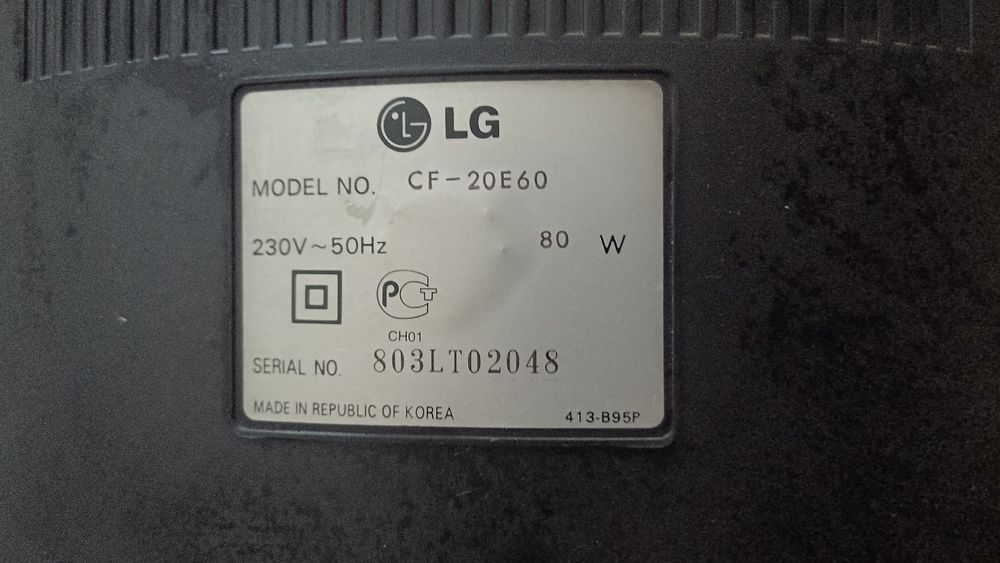 LG
MODEL NO. CF-20E60
230V~50Hz 80 W
PCT
CH01
SERIAL NO. 803LT02048
MADE IN REPUBLIC OF KOREA 413-B95P